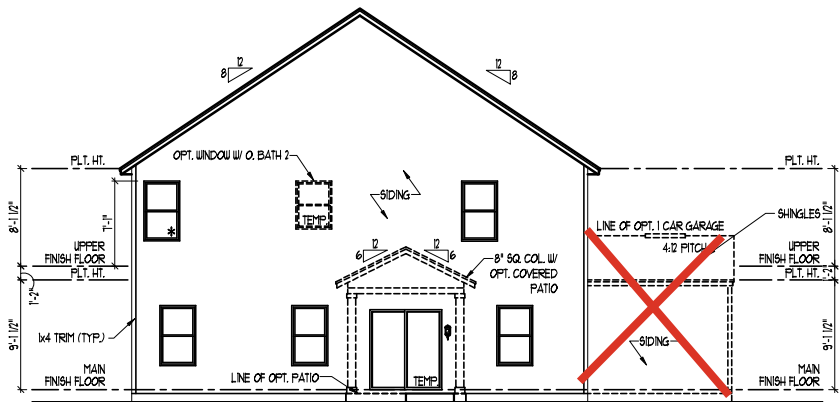 12
8
12
8
OPT. WINDOW W/ O. BATH 2
PLT. HT.
PLT. HT.
8'-1 1/2"
7'-1"
TEMP
SIDING
*
LINE OF OPT. 1 CAR GARAGE
SHINGLES
8'-1 1/2"
UPPER
FINISH FLOOR
12
6
12
6
4:12 PITCH
UPPER
FINISH FLOOR
8" SQ. COL. W/
OPT. COVERED
PATIO
PLT. HT.
PLT. HT.
1'-2"
1'-2"
1x4 TRIM (TYP.)
9'-1 1/2"
SIDING
9'-1 1/2"
MAIN
FINISH FLOOR
LINE OF OPT. PATIO
TEMP
MAIN
FINISH FLOOR